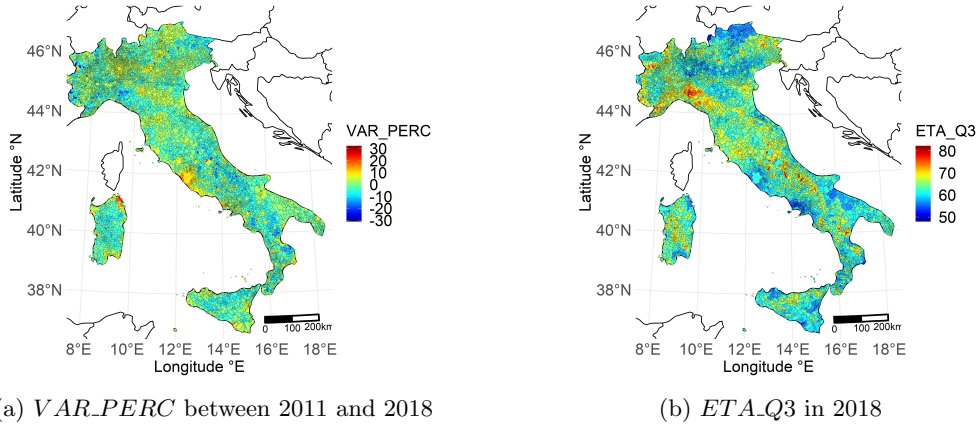 46°N
44°N
42°N
40°N
38°N
Latitude °N
8°E 10°E 12°E 14°E 16°E 18°E
Longitude °E
VAR_PERC
30
20
10
0
-10
-20
-30
0 100 200km
46°N
44°N
42°N
40°N
38°N
Latitude °N
8°E 10°E 12°E 14°E 16°E 18°E
Longitude °E
ETA_Q3
80
70
60
50
0 100 200km
a) VAR_PERC between 2011 and 2018
(b) ETA_Q3 in 2018